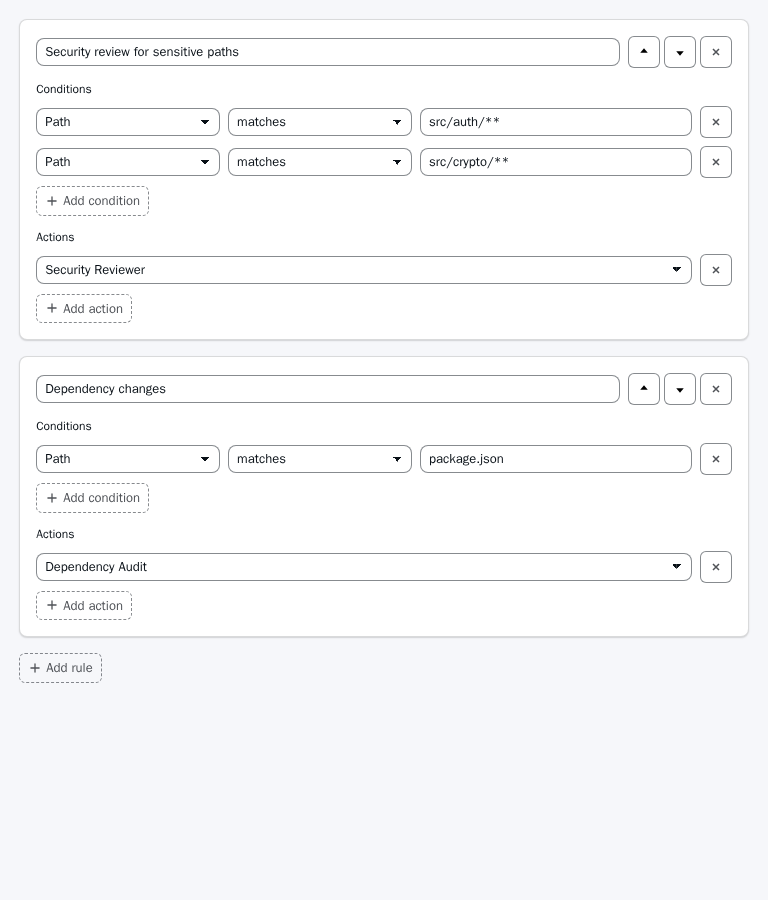 Security review for sensitive paths
Conditions
Path matches src/auth/**
Path matches src/crypto/**
Add condition
Actions
Security Reviewer
Add action
Dependency changes
Conditions
Path matches package.json
Add condition
Actions
Dependency Audit
Add action
Add rule